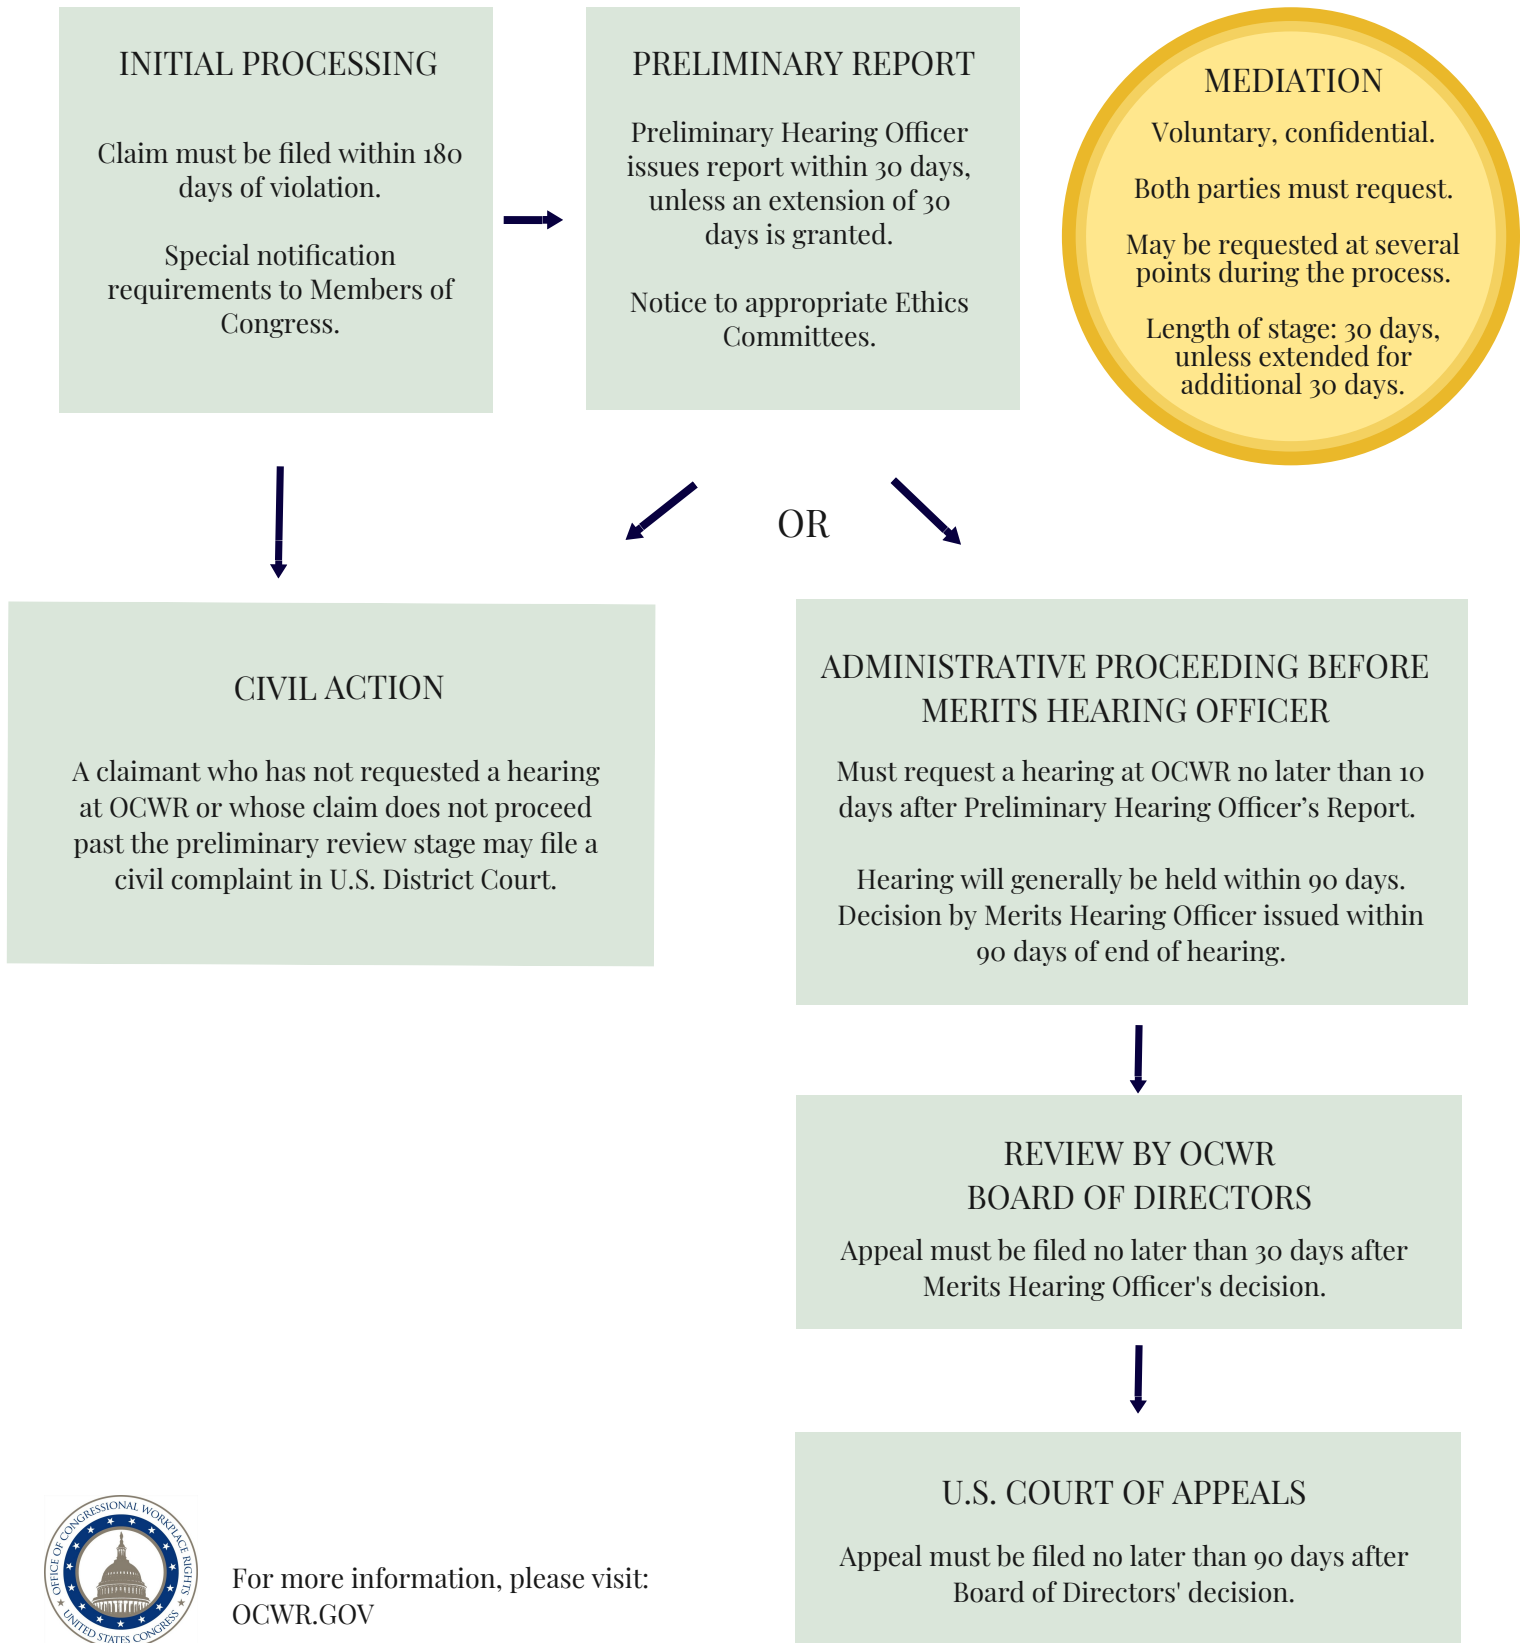 INITIAL PROCESSING
Claim must be filed within 180
days of violation.
Special notification
requirements to Members of
Congress.
PRELIMINARY REPORT
Preliminary Hearing Officer
issues report within 30 days,
unless an extension of 30
days is granted.
Notice to appropriate Ethics
Committees.
MEDIATION
Voluntary, confidential.
Both parties must request.
May be requested at several
points during the process.
Length of stage: 30 days,
unless extended for
additional 30 days.
OR
CIVIL ACTION
A claimant who has not requested a hearing
at OCWR or whose claim does not proceed
past the preliminary review stage may file a
civil complaint in U.S. District Court.
ADMINISTRATIVE PROCEEDING BEFORE
MERITS HEARING OFFICER
Must request a hearing at OCWR no later than 10
days after Preliminary Hearing Officer’s Report.
Hearing will generally be held within 90 days.
Decision by Merits Hearing Officer issued within
90 days of end of hearing.
REVIEW BY OCWR
BOARD OF DIRECTORS
Appeal must be filed no later than 30 days after
Merits Hearing Officer's decision.
U.S. COURT OF APPEALS
Appeal must be filed no later than 90 days after
Board of Directors' decision.
OFFICE OF CONGRESSIONAL WORKPLACE RIGHTS
UNITED STATES CONGRESS
For more information, please visit:
OCWR.GOV